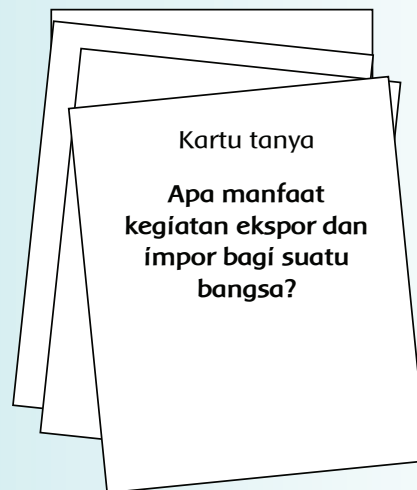 Kartu tanya
Apa manfaat
kegiatan ekspor dan
impor bagi suatu
bangsa?